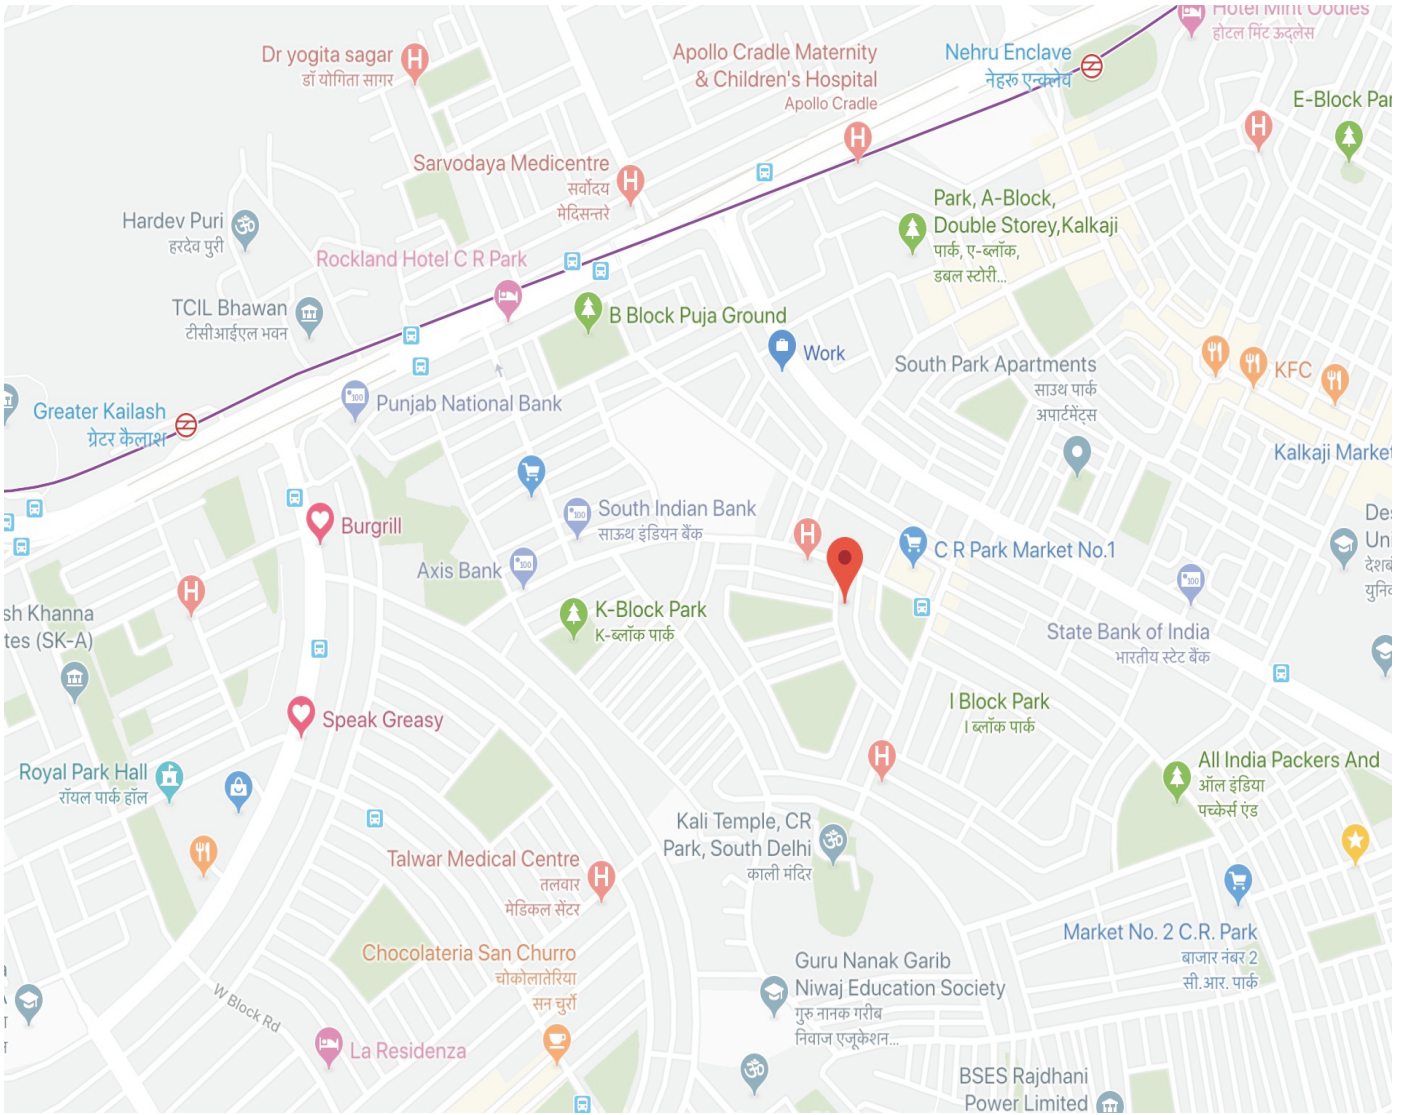 Hotel Mint Oodles
होटल मिंट ऊद्लेस
Dr yogita sagar
डॉ योगिता सागर
Apollo Cradle Maternity
& Children's Hospital
Apollo Cradle
Nehru Enclave
नेहरू एन्क्लेव
E-Block Par
Sarvodaya Medicentre
सर्वोदय
मेदिसन्तरे
Hardev Puri
हरदेव पुरी
Park, A-Block,
Double Storey,Kalkaji
पार्क, ए-ब्लॉक,
डबल स्टोरी...
Rockland Hotel C R Park
TCIL Bhawan
टीसीआईएल भवन
B Block Puja Ground
Work
South Park Apartments
साउथ पार्क
अपार्टमेंट्स
KFC
Punjab National Bank
Greater Kailash
ग्रेटर कैलाश
Kalkaji Market
South Indian Bank
साऊथ इंडियन बैंक
Burgrill
Des
Uni
देशबं
युनिव
C R Park Market No.1
Axis Bank
sh Khanna
tes (SK-A)
K-Block Park
K-ब्लॉक पार्क
State Bank of India
भारतीय स्टेट बैंक
Speak Greasy
I Block Park
I ब्लॉक पार्क
Royal Park Hall
रॉयल पार्क हॉल
All India Packers And
ऑल इंडिया
पच्केर्स एंड
Kali Temple, CR
Park, South Delhi
काली मंदिर
Talwar Medical Centre
तलवार
मेडिकल सेंटर
Market No. 2 C.R. Park
बाजार नंबर 2
सी.आर. पार्क
Chocolateria San Churro
चोकोलातेरिया
सन चुर्रो
Guru Nanak Garib
Niwaj Education Society
गुरु नानक गरीब
निवाज एजूकेशन...
W Block Rd
La Residenza
BSES Rajdhani
Power Limited